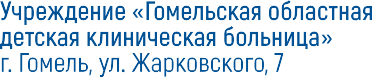 Учреждение «Гомельская областная
детская клиническая больница»
г. Гомель, ул. Жарковского, 7